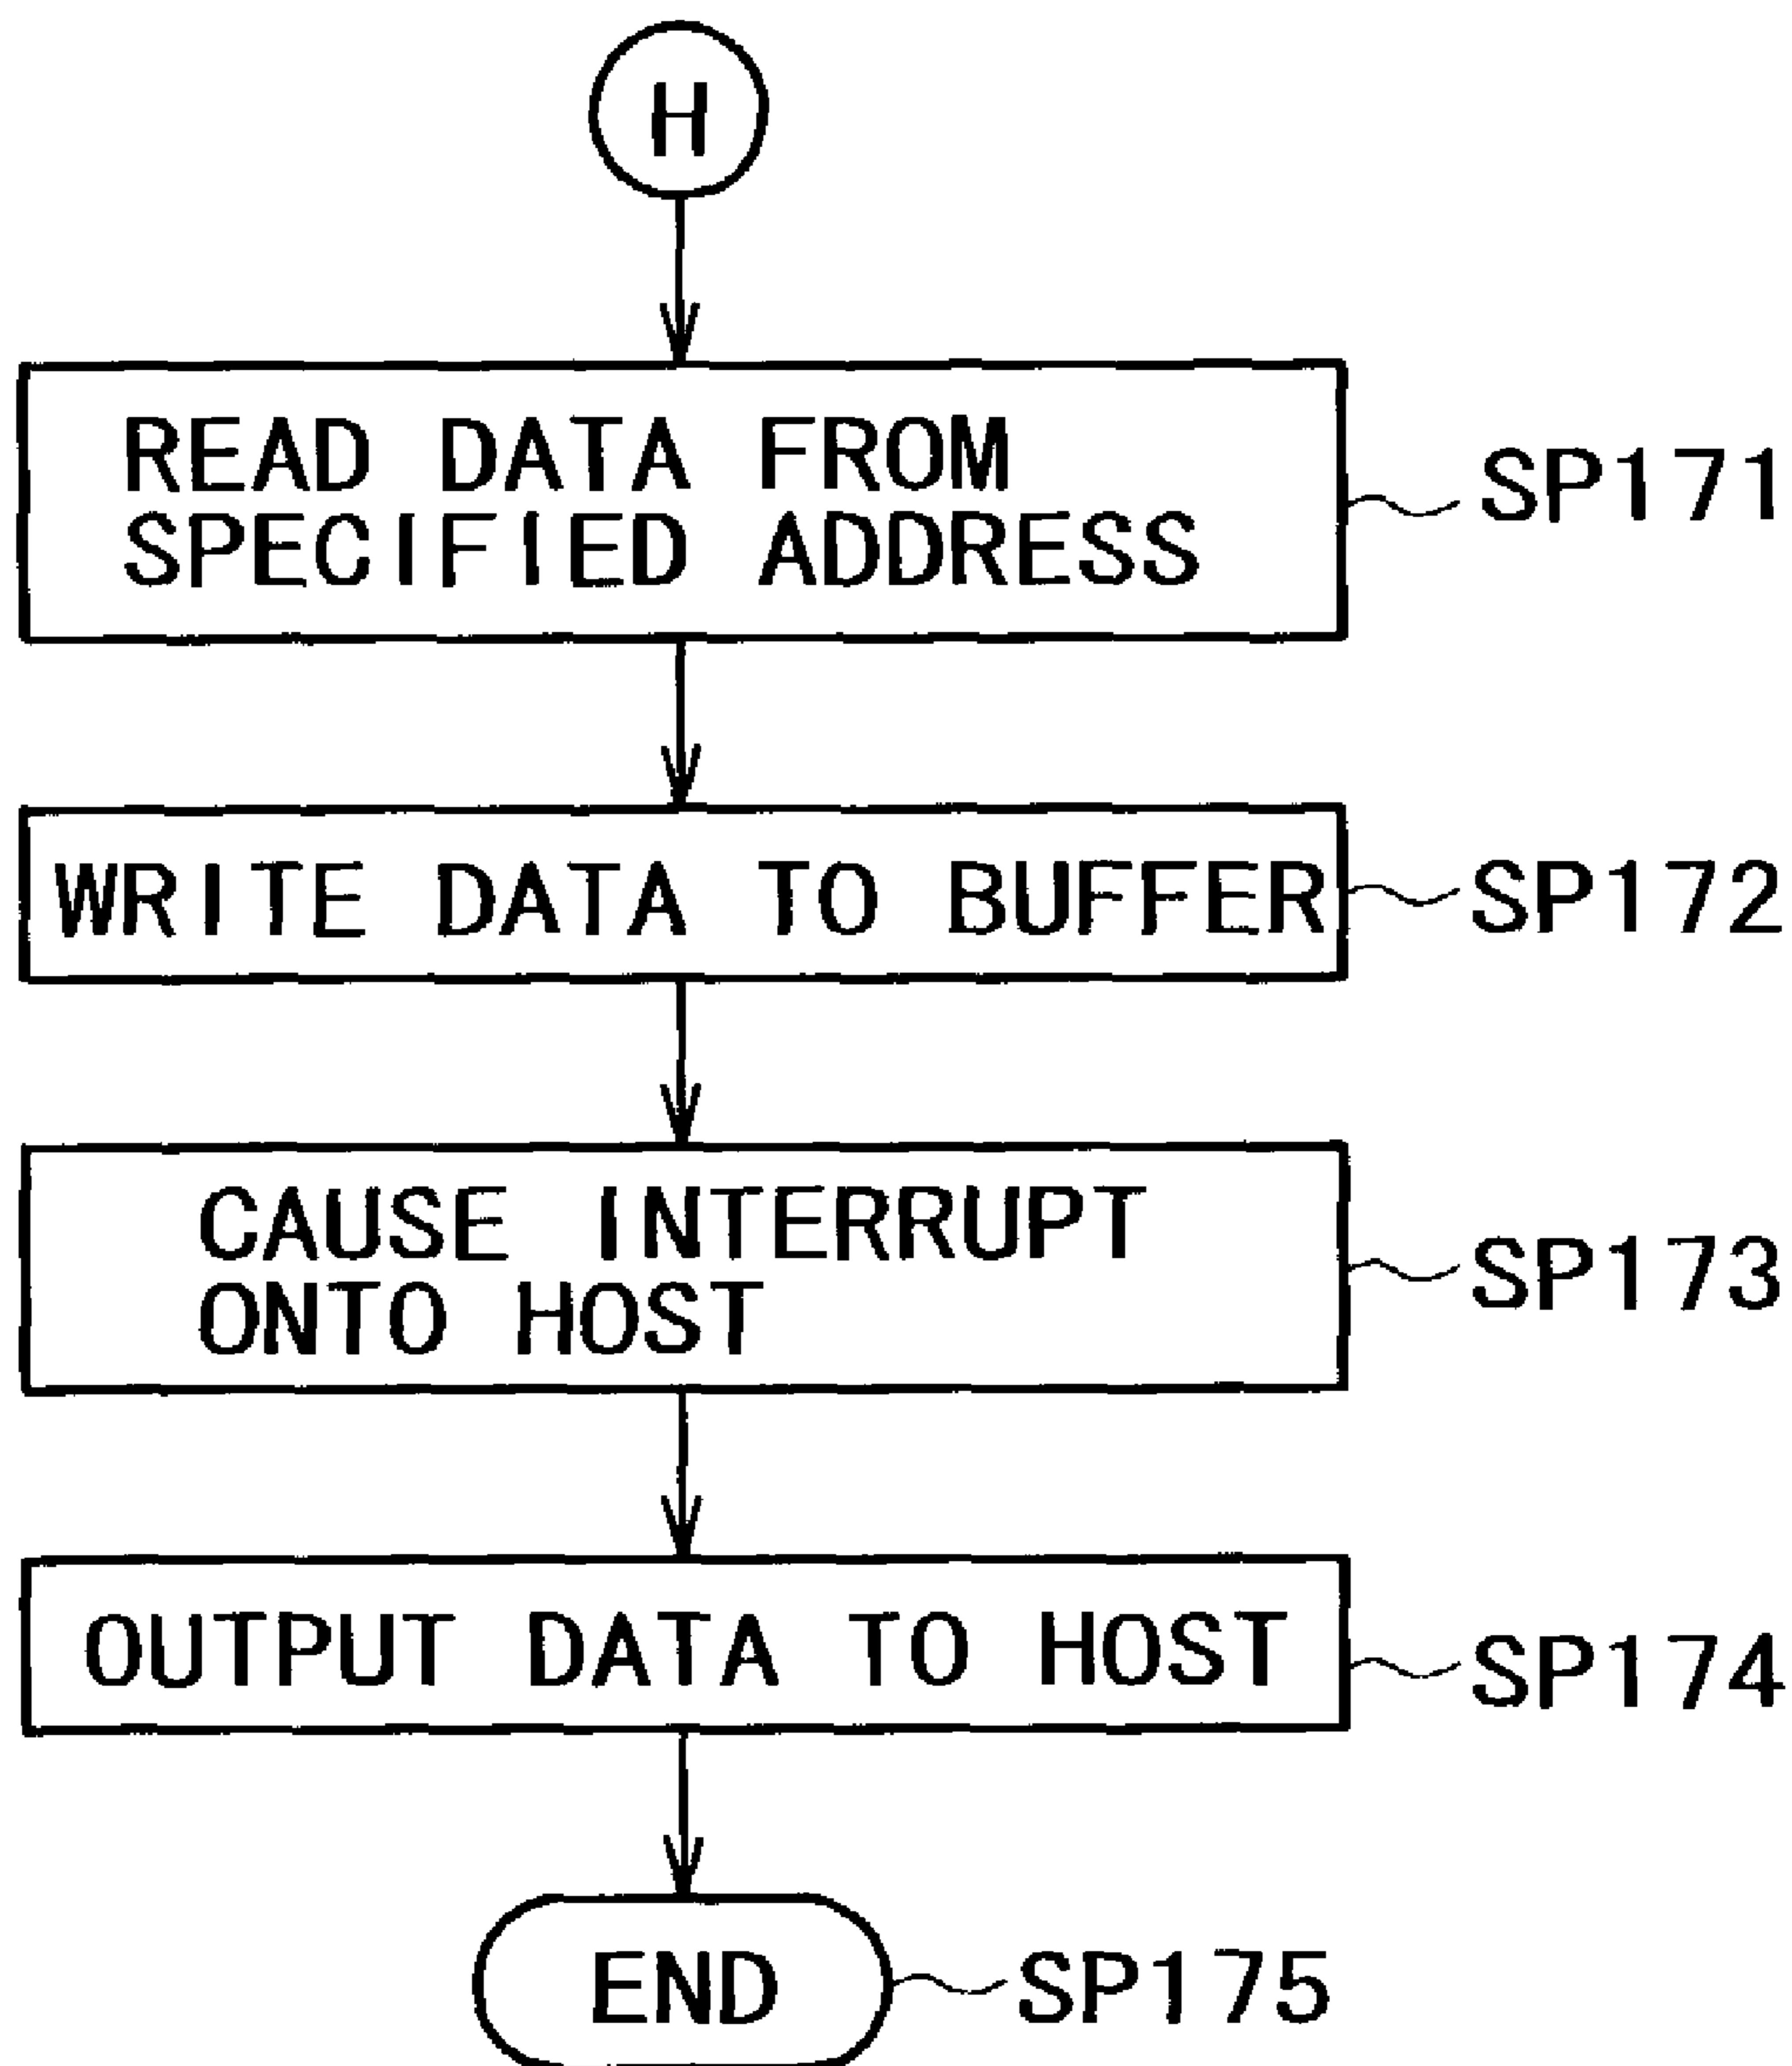 H
READ DATA FROM
SPECIFIED ADDRESS
SP171
WRITE DATA TO BUFFER
SP172
CAUSE INTERRUPT
ONTO HOST
SP173
OUTPUT DATA TO HOST
SP174
END
SP175